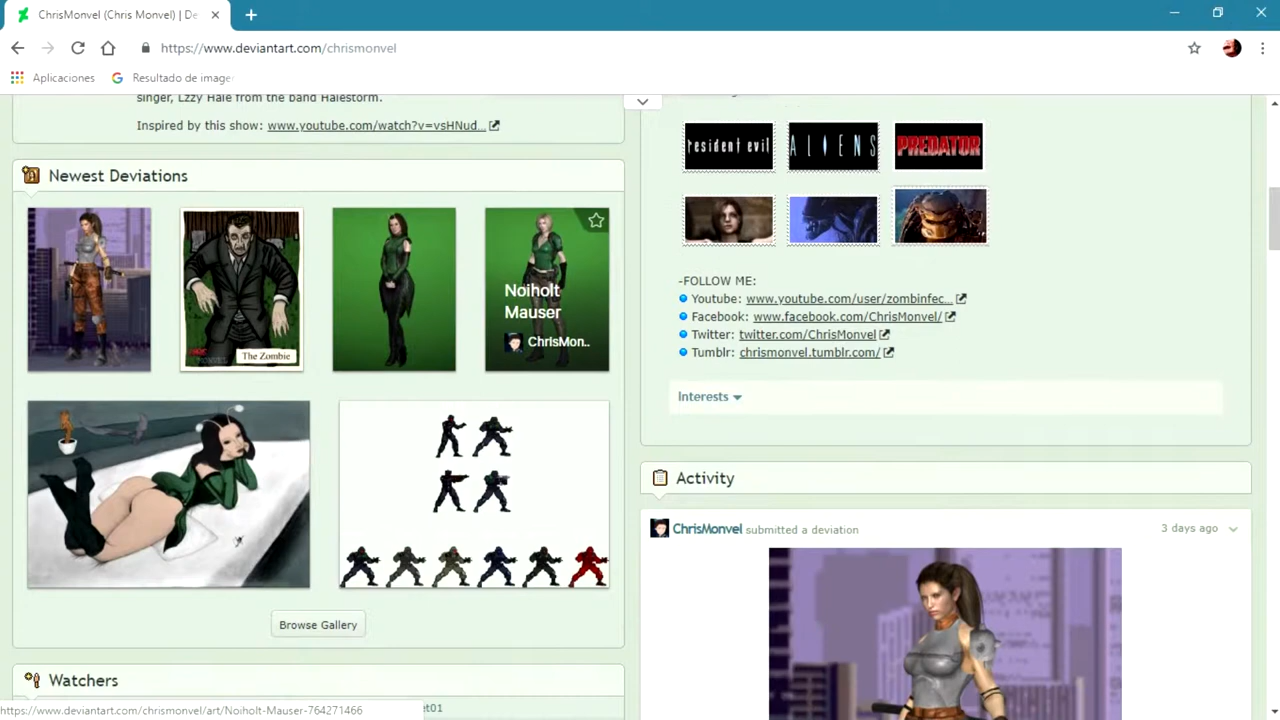 ChrisMonvel (Chris Monvel) | De
https://www.deviantart.com/chrismonvel
Aplicaciones
Resultado de image
singer, Lzzy Hale from the band Halestorm.
Inspired by this show: www.youtube.com/watch?v=vsHNud...
Newest Deviations
The Zombie
Noiholt
Mauser
ChrisMon..
Browse Gallery
Watchers
https://www.deviantart.com/chrismonvel/art/Noiholt-Mauser-764271466
et01
resident evil
ALIENS
PREDATOR
-FOLLOW ME:
Youtube: www.youtube.com/user/zombinfec...
Facebook: www.facebook.com/ChrisMonvel/
Twitter: twitter.com/ChrisMonvel
Tumblr: chrismonvel.tumblr.com/
Interests
Activity
ChrisMonvel submitted a deviation
3 days ago